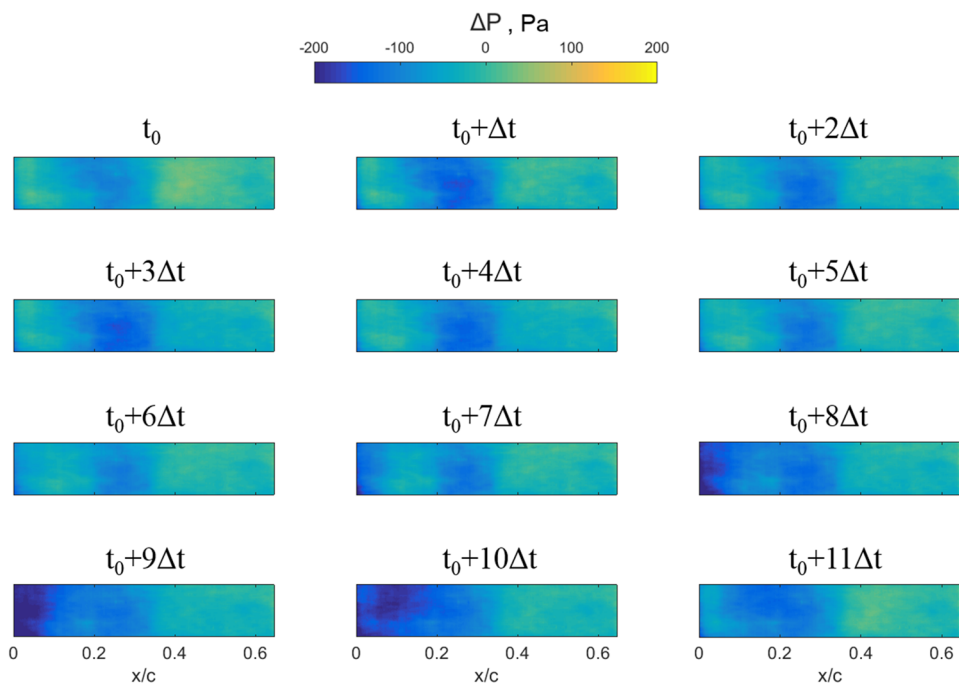 ΔP , Pa
-200 -100 0 100 200
t₀ t₀+Δt t₀+2Δt
t₀+3Δt t₀+4Δt t₀+5Δt
t₀+6Δt t₀+7Δt t₀+8Δt
t₀+9Δt t₀+10Δt t₀+11Δt
0 0.2 0.4 0.6 0 0.2 0.4 0.6 0 0.2 0.4 0.6
x/c x/c x/c